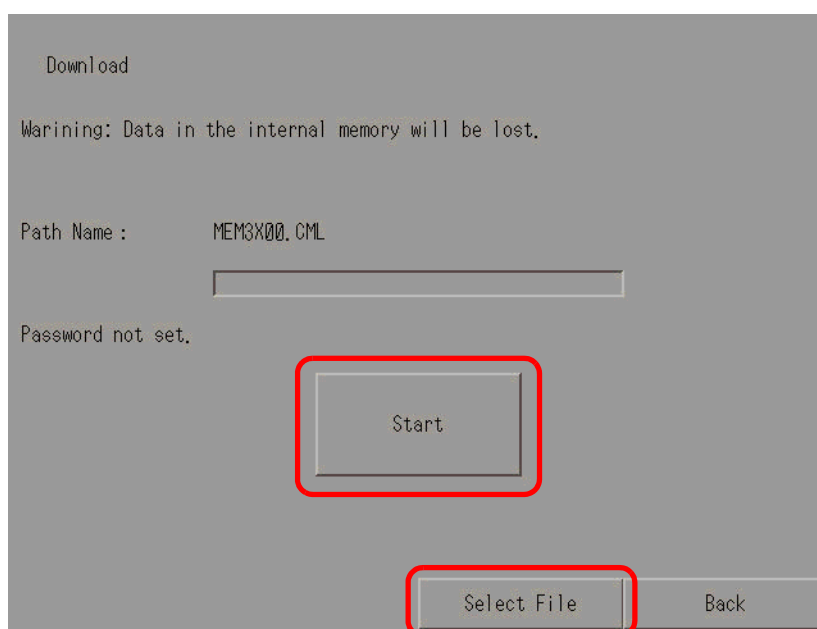 Download
Warining: Data in the internal memory will be lost.
Path Name : MEM3X00.CML
Password not set.
Start
Select File Back